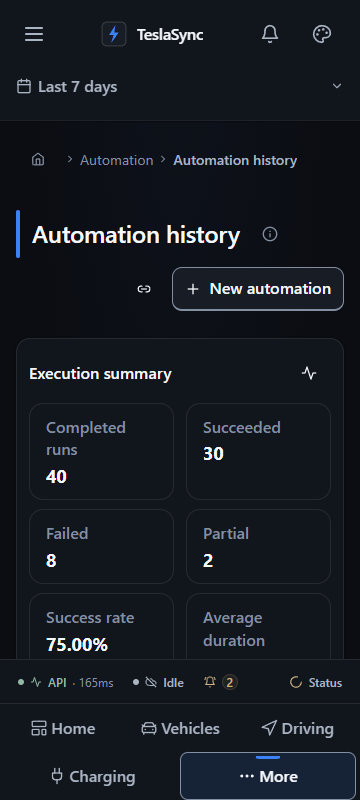 TeslaSync
Last 7 days
Automation
Automation history
Automation history
New automation
Execution summary
Completed
runs
40
Succeeded
30
Failed
8
Partial
2
Success rate
75.00%
Average
duration
API · 165ms
Idle
2
Status
Home
Vehicles
Driving
Charging
More